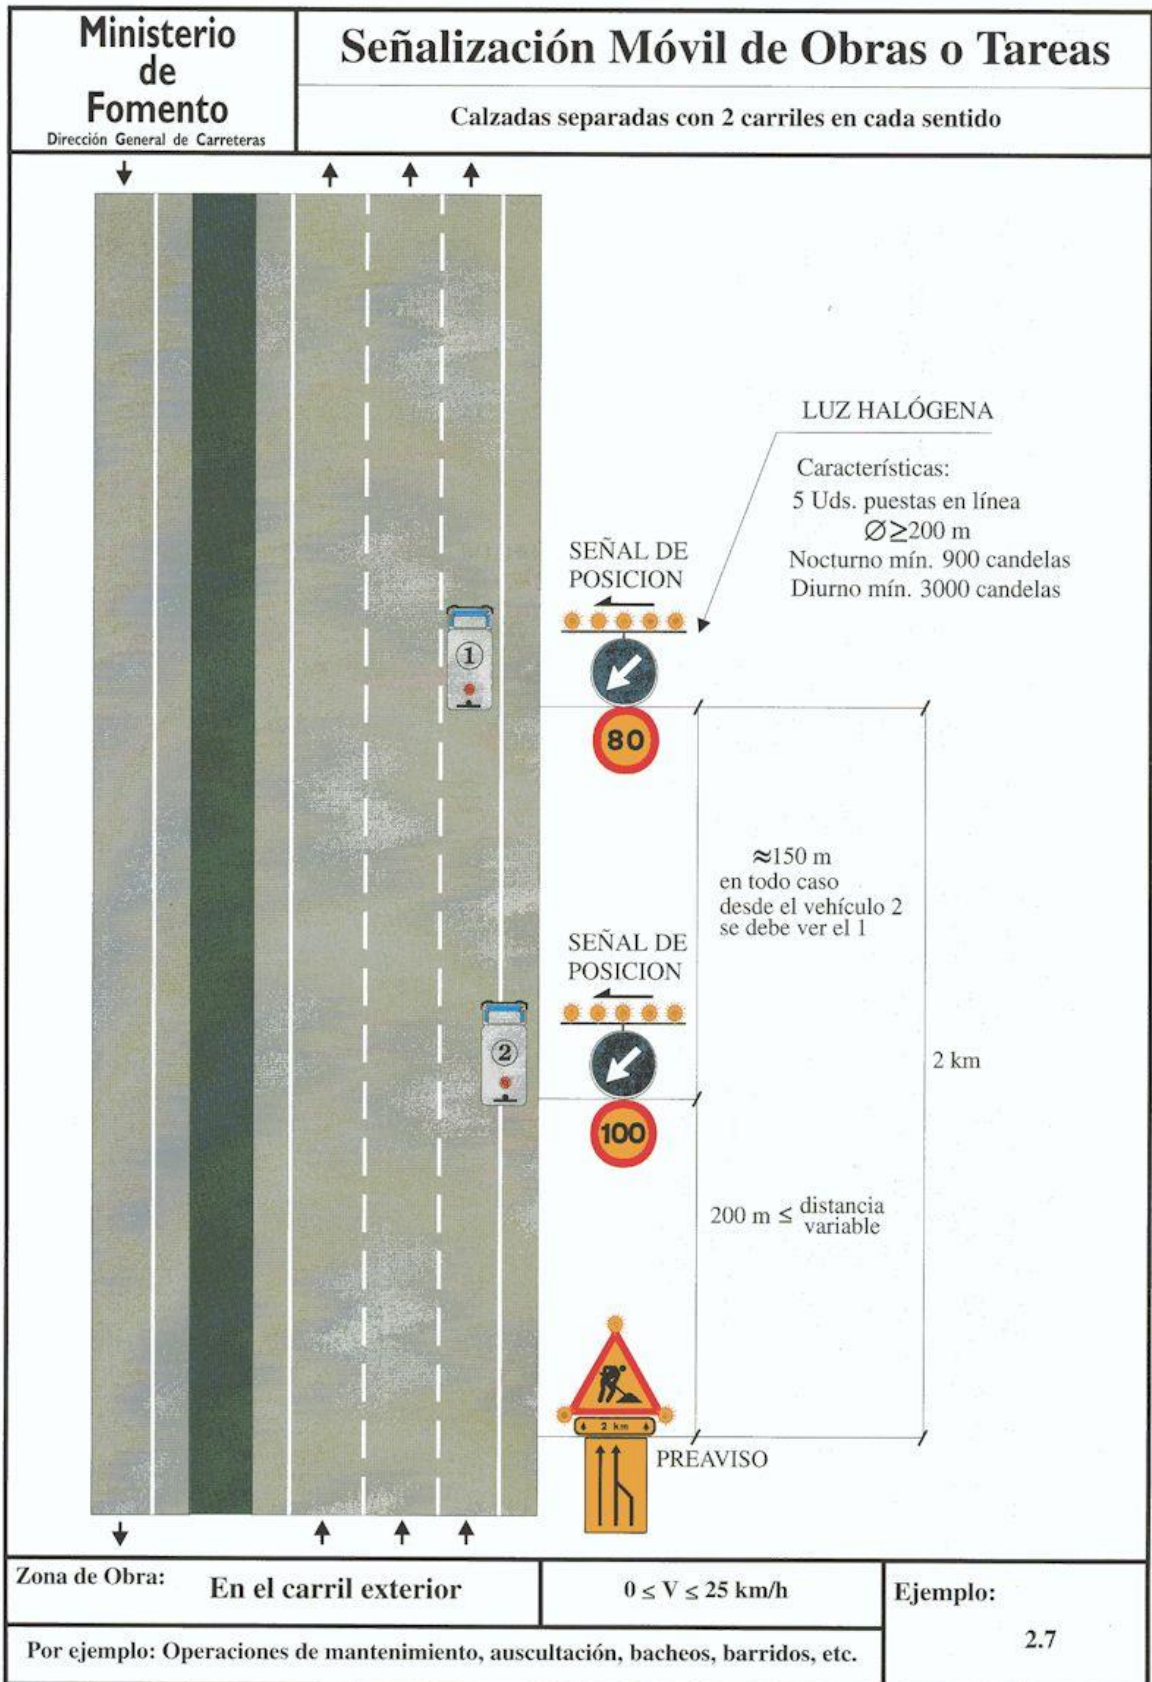 Ministerio
de
Fomento
Dirección General de Carreteras
Señalización Móvil de Obras o Tareas
Calzadas separadas con 2 carriles en cada sentido
LUZ HALÓGENA
Características:
5 Uds. puestas en línea
Ø≥200 m
Nocturno mín. 900 candelas
Diurno mín. 3000 candelas
SEÑAL DE
POSICION
1
80
≈150 m
en todo caso
desde el vehículo 2
se debe ver el 1
SEÑAL DE
POSICION
2
100
2 km
200 m ≤ distancia
variable
2 km
PREAVISO
Zona de Obra: En el carril exterior
0 ≤ V ≤ 25 km/h
Ejemplo:
2.7
Por ejemplo: Operaciones de mantenimiento, auscultación, bacheos, barridos, etc.